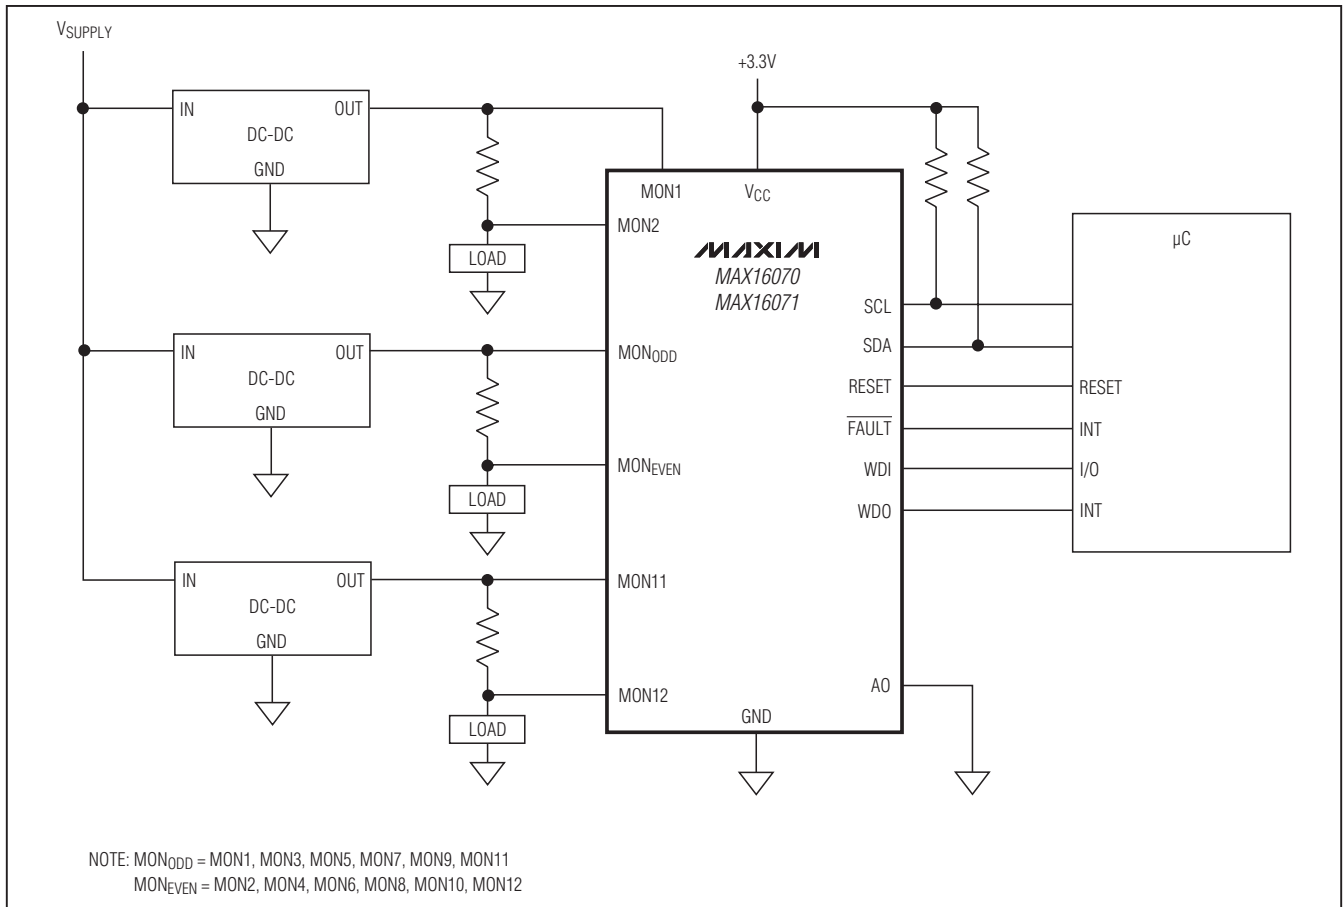 VSUPPLY
+3.3V
IN
OUT
DC-DC
GND
MON1
VCC
MON2
LOAD
MAXIM
MAX16070
MAX16071
µC
SCL
SDA
IN
OUT
DC-DC
GND
MONODD
RESET
RESET
FAULT
INT
MONEVEN
WDI
I/O
LOAD
WDO
INT
IN
OUT
DC-DC
GND
MON11
MON12
A0
LOAD
GND
NOTE: MONODD = MON1, MON3, MON5, MON7, MON9, MON11
MONEVEN = MON2, MON4, MON6, MON8, MON10, MON12